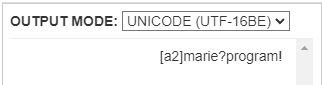 OUTPUT MODE: UNICODE (UTF-16BE)
[a2]marie?program!